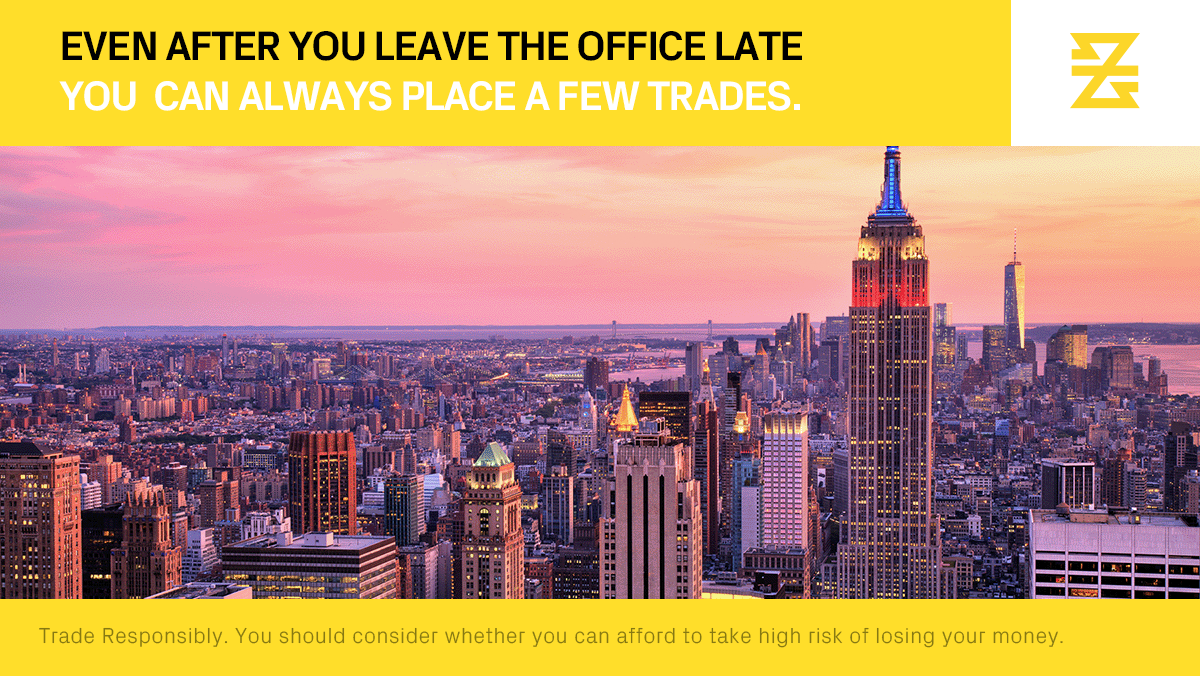 EVEN AFTER YOU LEAVE THE OFFICE LATE
YOU CAN ALWAYS PLACE A FEW TRADES.
Trade Responsibly. You should consider whether you can afford to take high risk of losing your money.